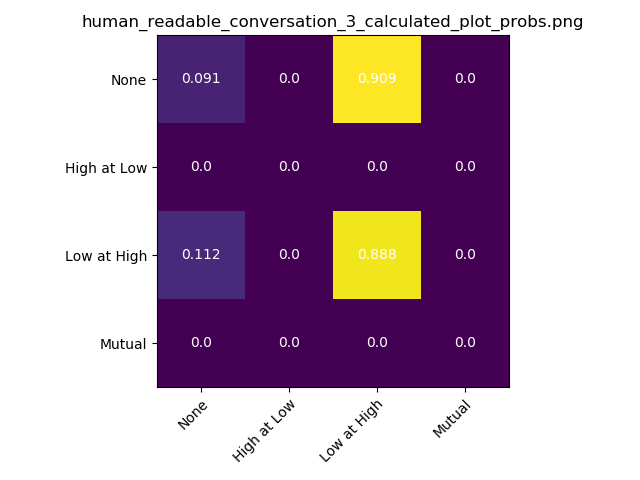 human_readable_conversation_3_calculated_plot_probs.png
None 0.091 0.0 0.909 0.0
High at Low 0.0 0.0 0.0 0.0
Low at High 0.112 0.0 0.888 0.0
Mutual 0.0 0.0 0.0 0.0
None High at Low Low at High Mutual